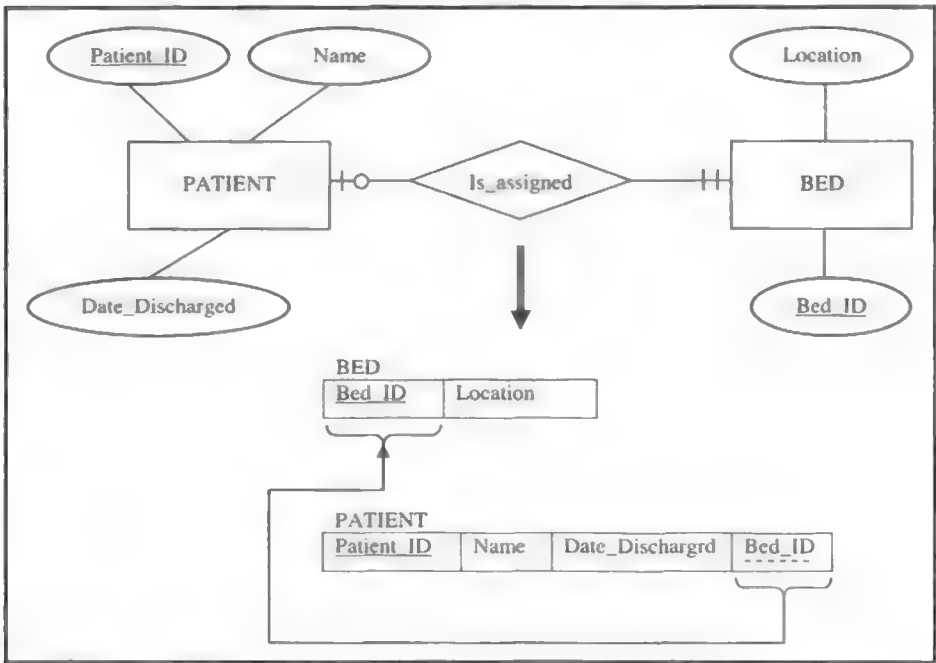 Patient_ID
Name
Location
PATIENT
Is_assigned
BED
Date_Discharged
Bed_ID
BED
Bed_ID Location
PATIENT
Patient_ID Name Date_Dischargrd Bed_ID